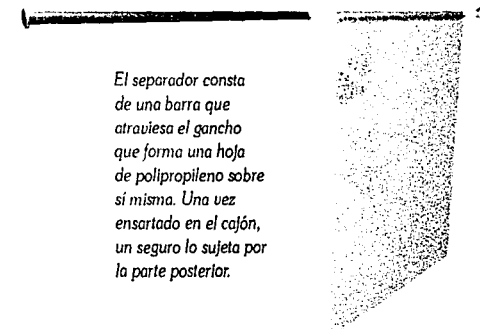 El separador consta
de una barra que
atraviesa el gancho
que forma una hoja
de polipropileno sobre
sí misma. Una vez
ensartado en el cajón,
un seguro lo sujeta por
la parte posterior.